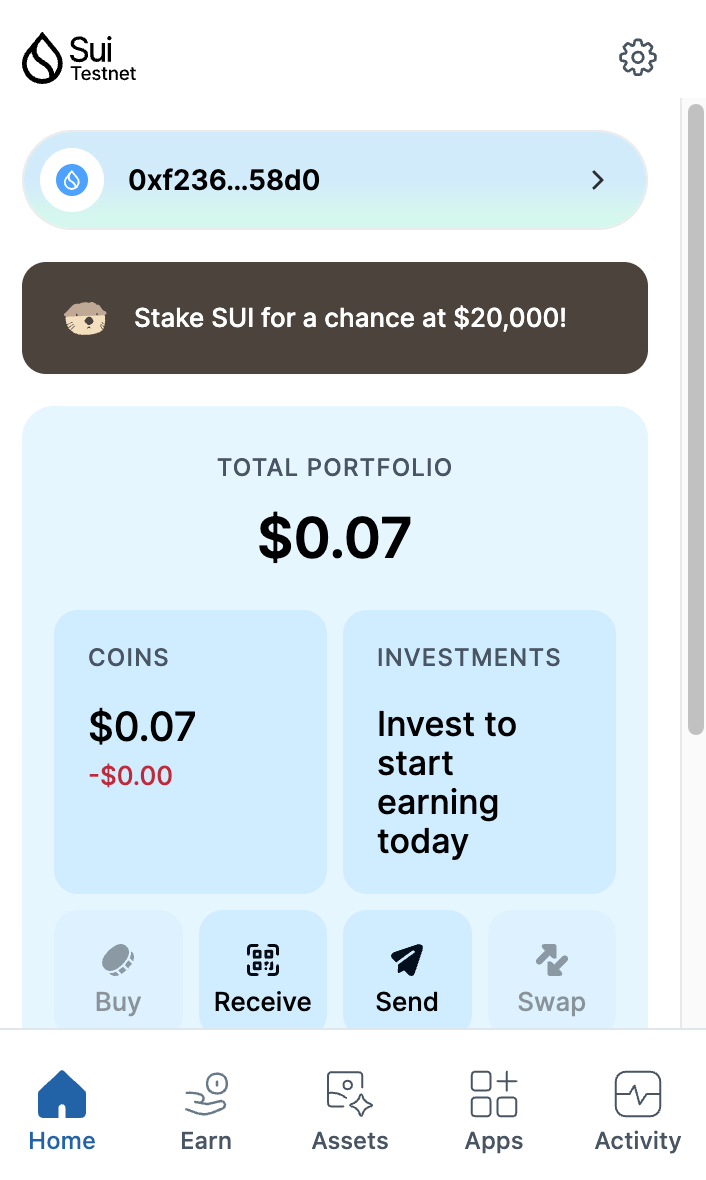 Sui
Testnet
0xf236...58d0
Stake SUI for a chance at $20,000!
TOTAL PORTFOLIO
$0.07
COINS
$0.07
-$0.00
INVESTMENTS
Invest to
start
earning
today
Buy
Receive
Send
Swap
Home
Earn
Assets
Apps
Activity